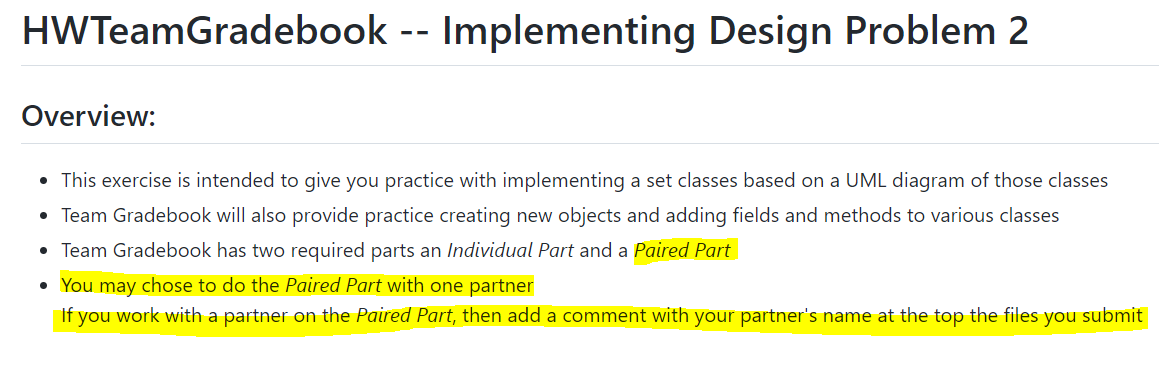 HWTeamGradebook -- Implementing Design Problem 2
Overview:
• This exercise is intended to give you practice with implementing a set classes based on a UML diagram of those classes
• Team Gradebook will also provide practice creating new objects and adding fields and methods to various classes
• Team Gradebook has two required parts an Individual Part and a Paired Part
• You may chose to do the Paired Part with one partner
If you work with a partner on the Paired Part, then add a comment with your partner's name at the top the files you submit